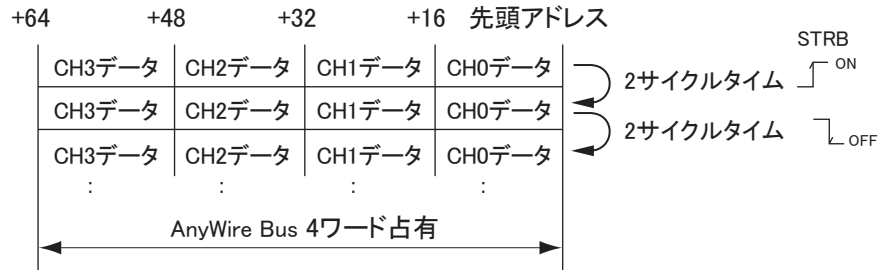 +64 +48 +32 +16 先頭アドレス
STRB
CH3データ CH2データ CH1データ CH0データ
2サイクルタイム ON
CH3データ CH2データ CH1データ CH0データ
2サイクルタイム OFF
CH3データ CH2データ CH1データ CH0データ
: : : :
AnyWire Bus 4ワード占有